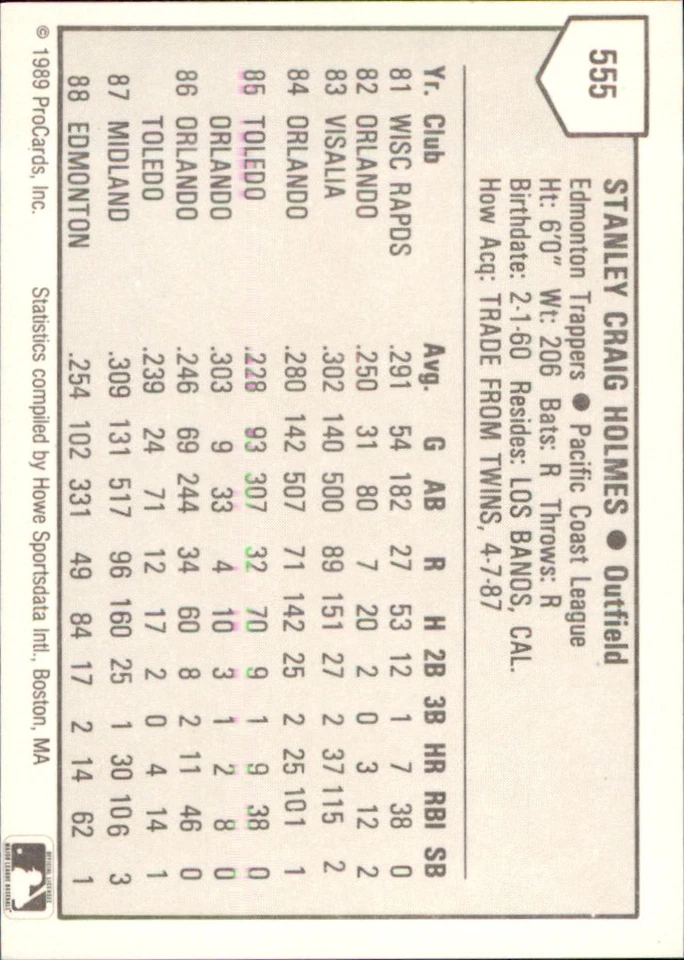 555
STANLEY CRAIG HOLMES ● Outfield
Edmonton Trappers ● Pacific Coast League
Ht: 6'0" Wt: 206 Bats: R Throws: R
Birthdate: 2-1-60 Resides: LOS BANOS, CAL.
How Acq: TRADE FROM TWINS, 4-7-87
Yr. Club Avg. G AB R H 2B 3B HR RBI SB
81 WISC RAPDS .291 54 182 27 53 12 1 7 38 0
82 ORLANDO .250 31 80 7 20 2 0 3 12 2
83 VISALIA .302 140 500 89 151 27 2 37 115 2
84 ORLANDO .280 142 507 71 142 25 2 25 101 1
85 TOLEDO .228 93 307 32 70 9 1 9 38 0
ORLANDO .303 9 33 4 10 3 1 2 8 0
86 ORLANDO .246 69 244 34 60 8 2 11 46 0
TOLEDO .239 24 71 12 17 2 0 4 14 1
87 MIDLAND .309 131 517 96 160 25 1 30 106 3
88 EDMONTON .254 102 331 49 84 17 2 14 62 1
© 1989 ProCards, Inc. Statistics compiled by Howe Sportsdata Intl., Boston, MA
OFFICIAL LICENSEE
MAJOR LEAGUE BASEBALL